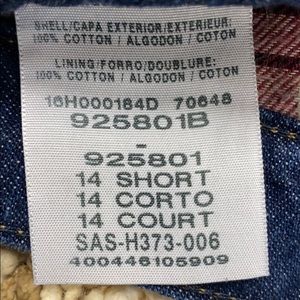 SHELL/CAPA EXTERIOR/EXTERIEUR:
100% COTTON / ALGODON / COTON
LINING/FORRO/DOUBLURE:
100% COTTON / ALGODON / COTON
16H000184D 70648
925801B
-
925801
14 SHORT
14 CORTO
14 COURT
SAS-H373-006
400446105909